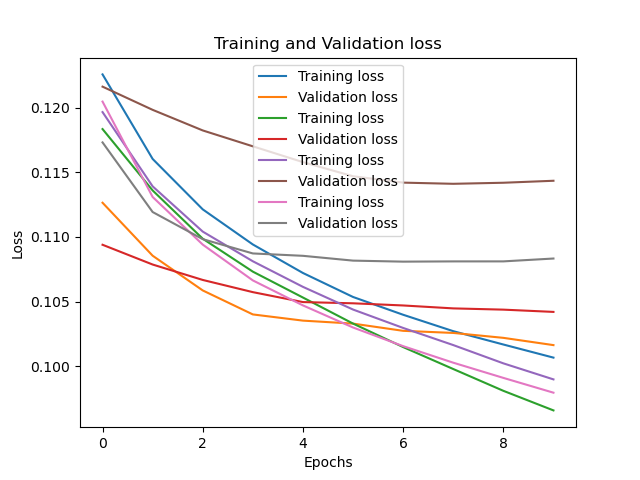 Training and Validation loss
Training loss
Validation loss
Training loss
Validation loss
Training loss
Validation loss
Training loss
Validation loss
Loss
0.120
0.115
0.110
0.105
0.100
0 2 4 6 8
Epochs